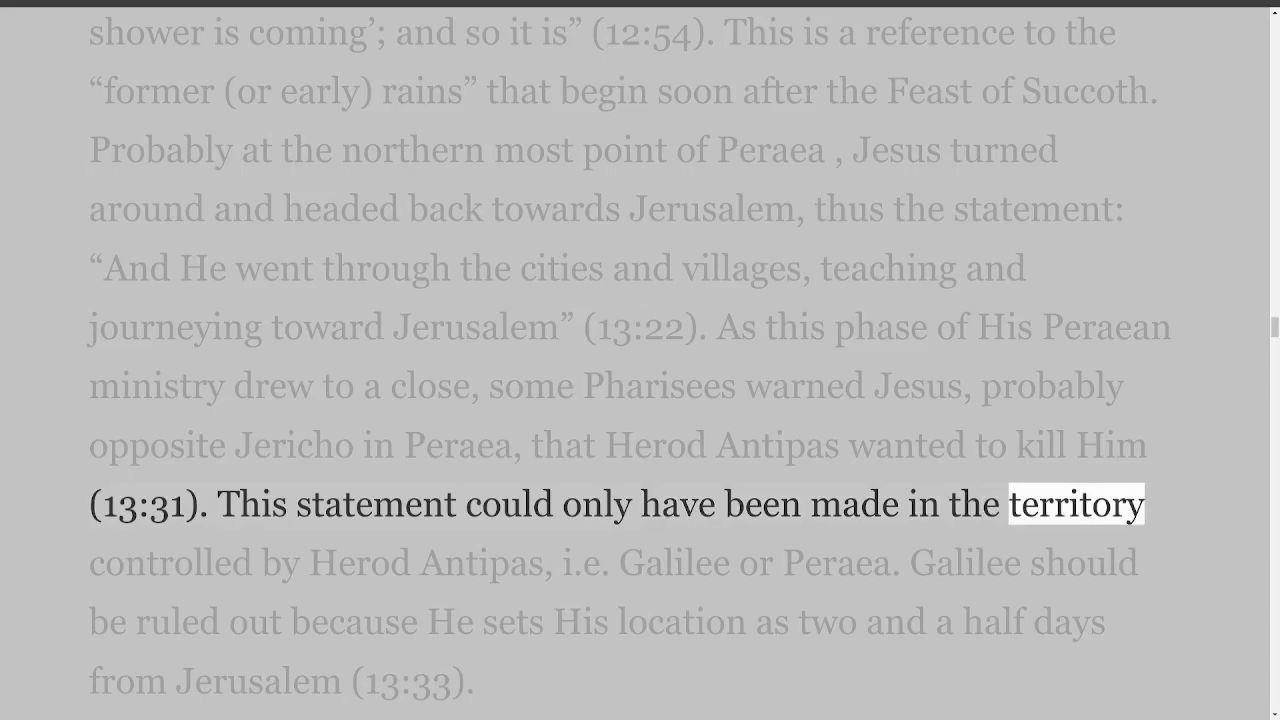 shower is coming’; and so it is” (12:54). This is a reference to the
“former (or early) rains” that begin soon after the Feast of Succoth.
Probably at the northern most point of Peraea , Jesus turned
around and headed back towards Jerusalem, thus the statement:
“And He went through the cities and villages, teaching and
journeying toward Jerusalem” (13:22). As this phase of His Peraean
ministry drew to a close, some Pharisees warned Jesus, probably
opposite Jericho in Peraea, that Herod Antipas wanted to kill Him
(13:31). This statement could only have been made in the territory
controlled by Herod Antipas, i.e. Galilee or Peraea. Galilee should
be ruled out because He sets His location as two and a half days
from Jerusalem (13:33).